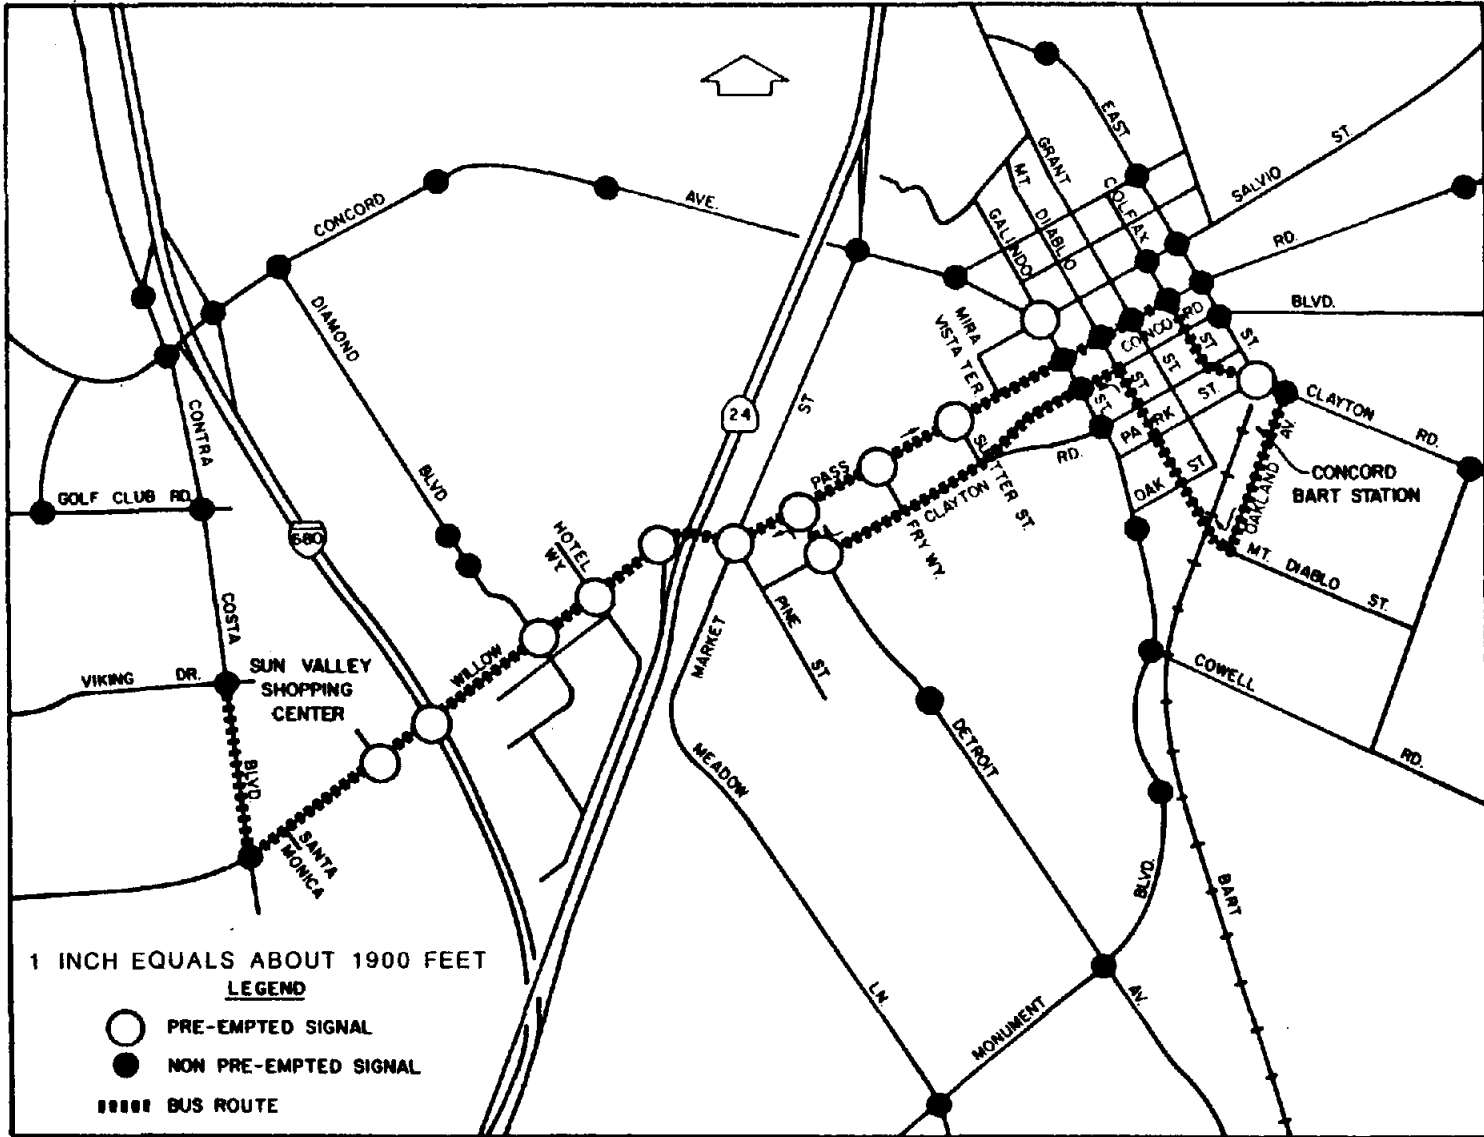 EAST
GRANT
ST.
SALVIO
MT.
DIABLO
COLFAX
CONCORD
AVE.
GALINDO
RD.
DIAMOND
MIRA
VISTA TER.
BLVD.
CONCORD
ST.
ST
ST
ST
24
ST
ST.
ST.
CLAYTON
RD.
CONTRA
PARK
BLVD
PASS
SUTTER ST.
RD.
AV.
CONCORD
BART STATION
GOLF CLUB RD.
OAK ST
OAKLAND
CLAYTON
680
HOTEL
WY.
FRY WY.
MT. DIABLO
ST.
COSTA
PINE
ST
MARKET
WILLOW
COWELL
RD.
VIKING DR.
SUN VALLEY
SHOPPING
CENTER
BLVD.
MEADOW
DETROIT
SANTA
MONICA
BLVD.
BART
1 INCH EQUALS ABOUT 1900 FEET
LEGEND
LN.
AV.
MONUMENT
PRE-EMPTED SIGNAL
NON PRE-EMPTED SIGNAL
BUS ROUTE